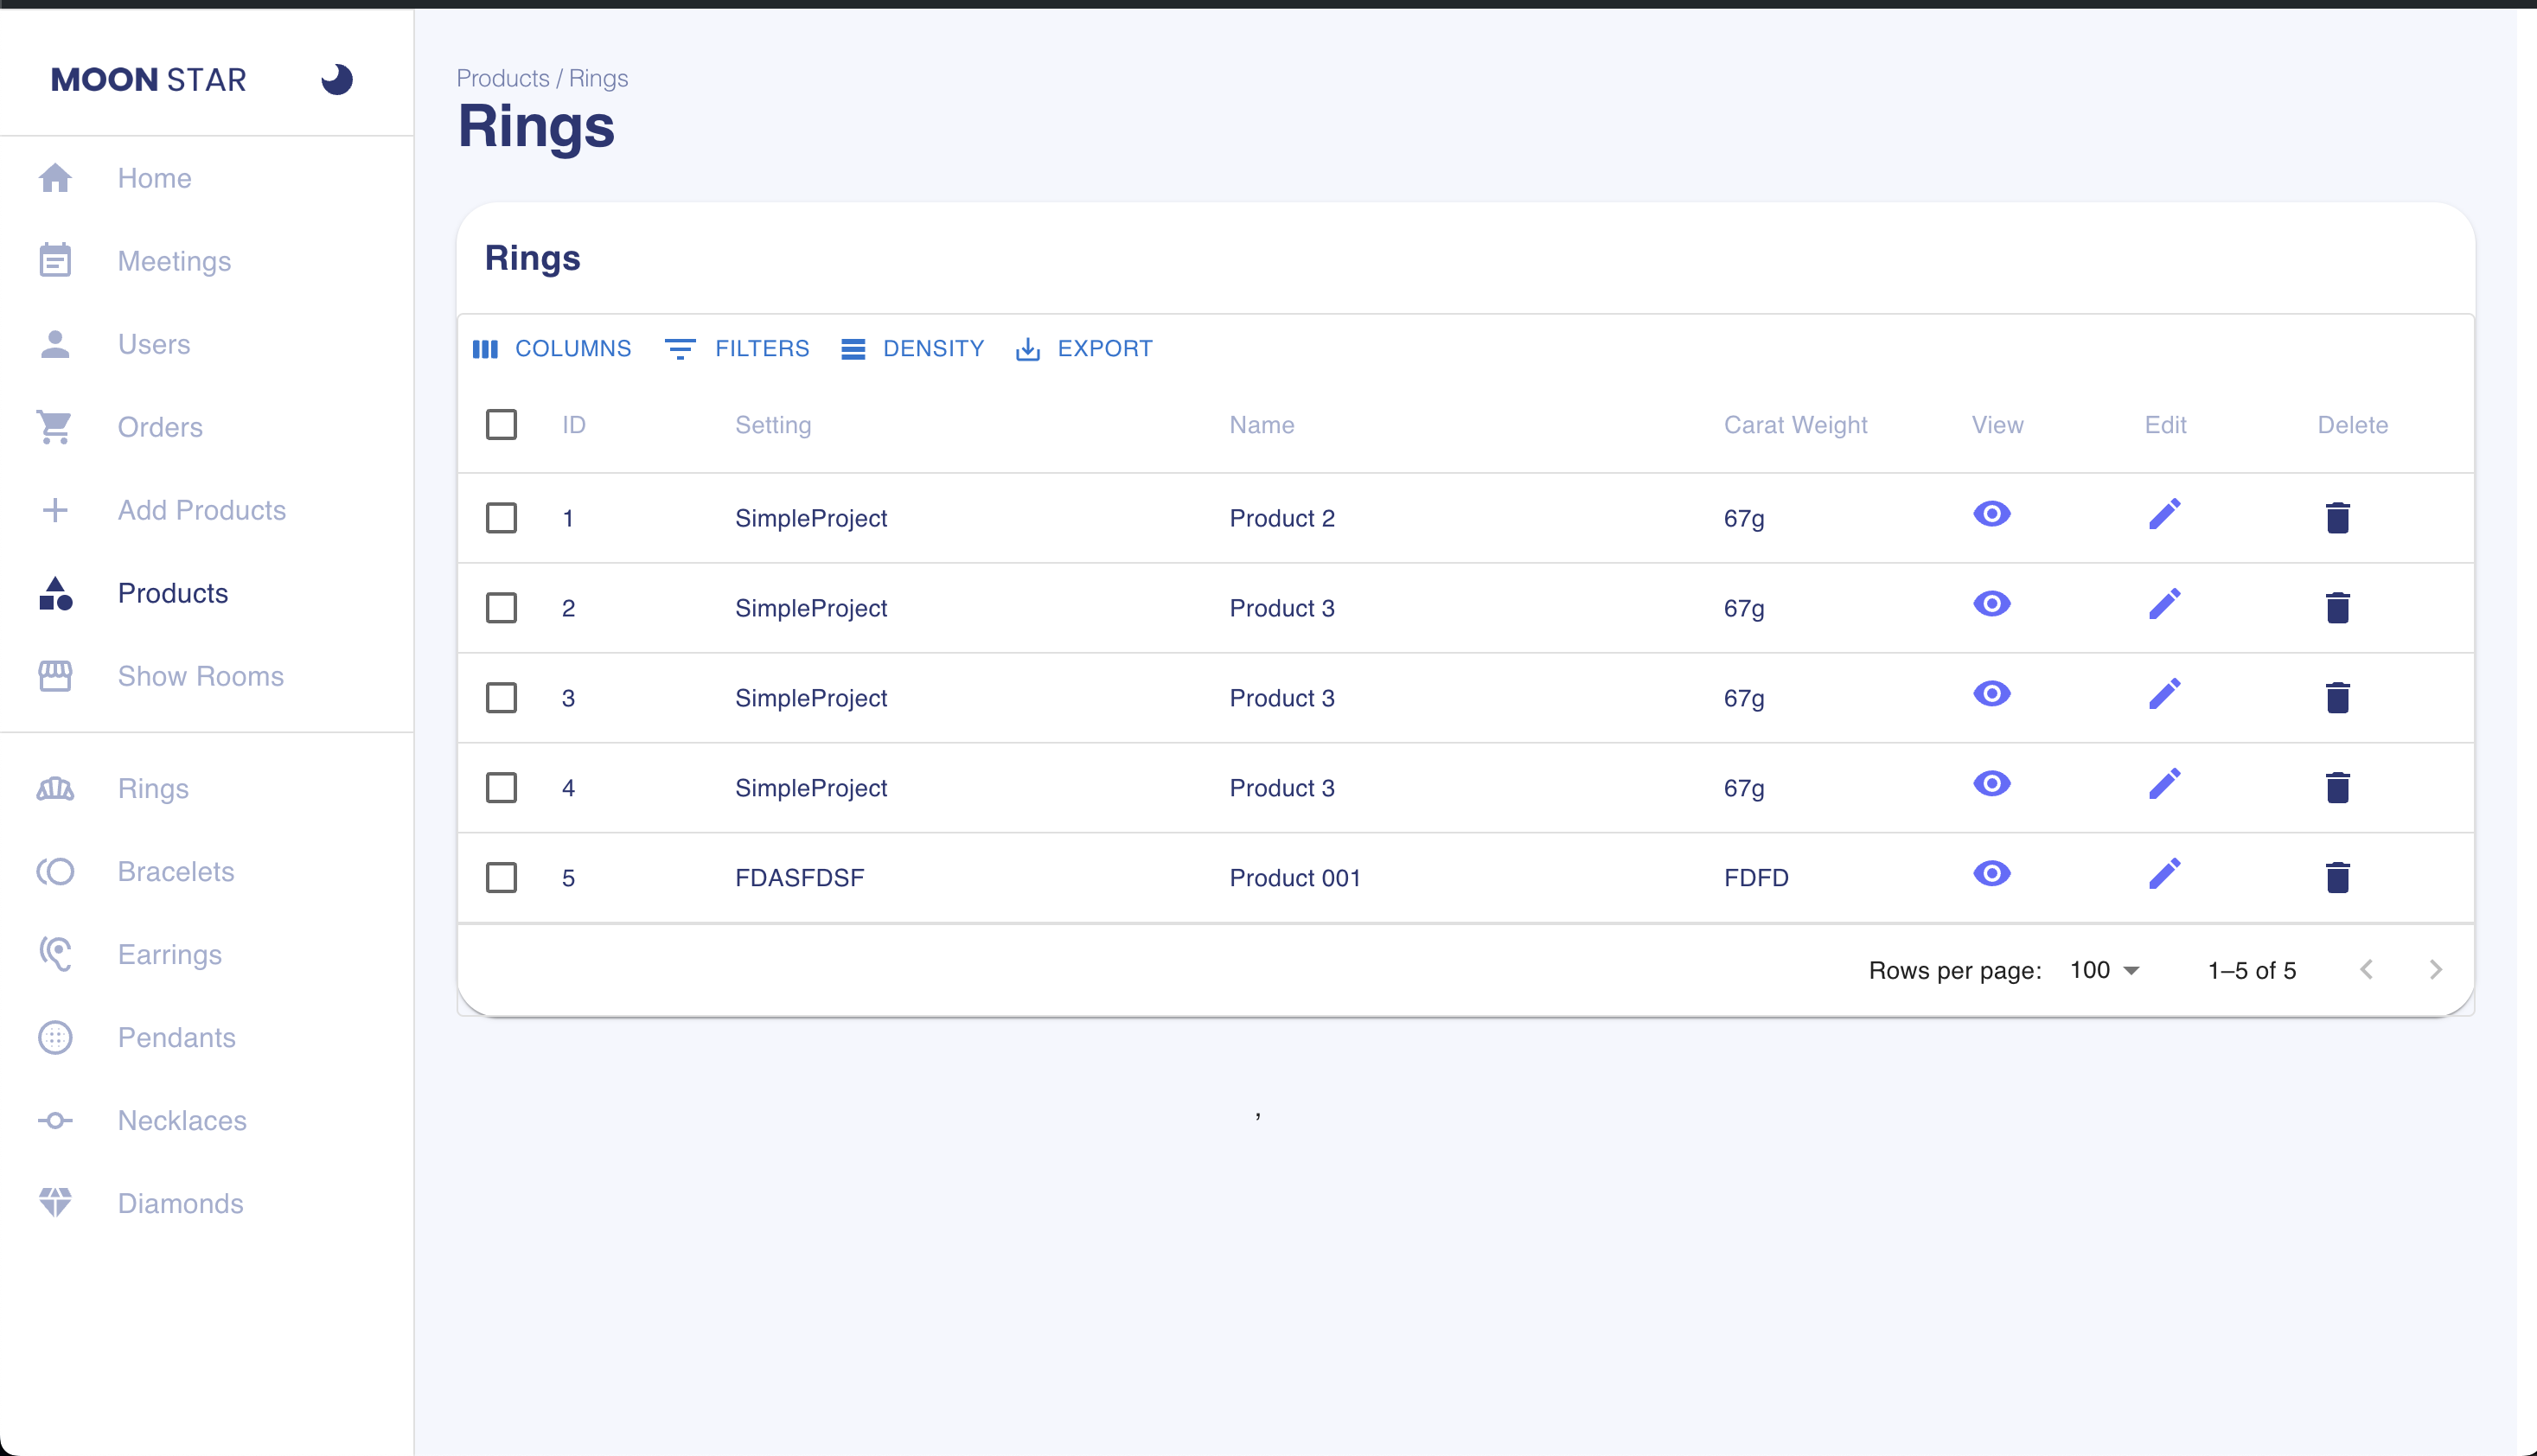 MOON STAR
Home
Meetings
Users
Orders
Add Products
Products
Show Rooms
Rings
Bracelets
Earrings
Pendants
Necklaces
Diamonds
Products / Rings
Rings
Rings
COLUMNS FILTERS DENSITY EXPORT
ID Setting Name Carat Weight View Edit Delete
1 SimpleProject Product 2 67g
2 SimpleProject Product 3 67g
3 SimpleProject Product 3 67g
4 SimpleProject Product 3 67g
5 FDASFDSF Product 001 FDFD
Rows per page: 100 1–5 of 5
,